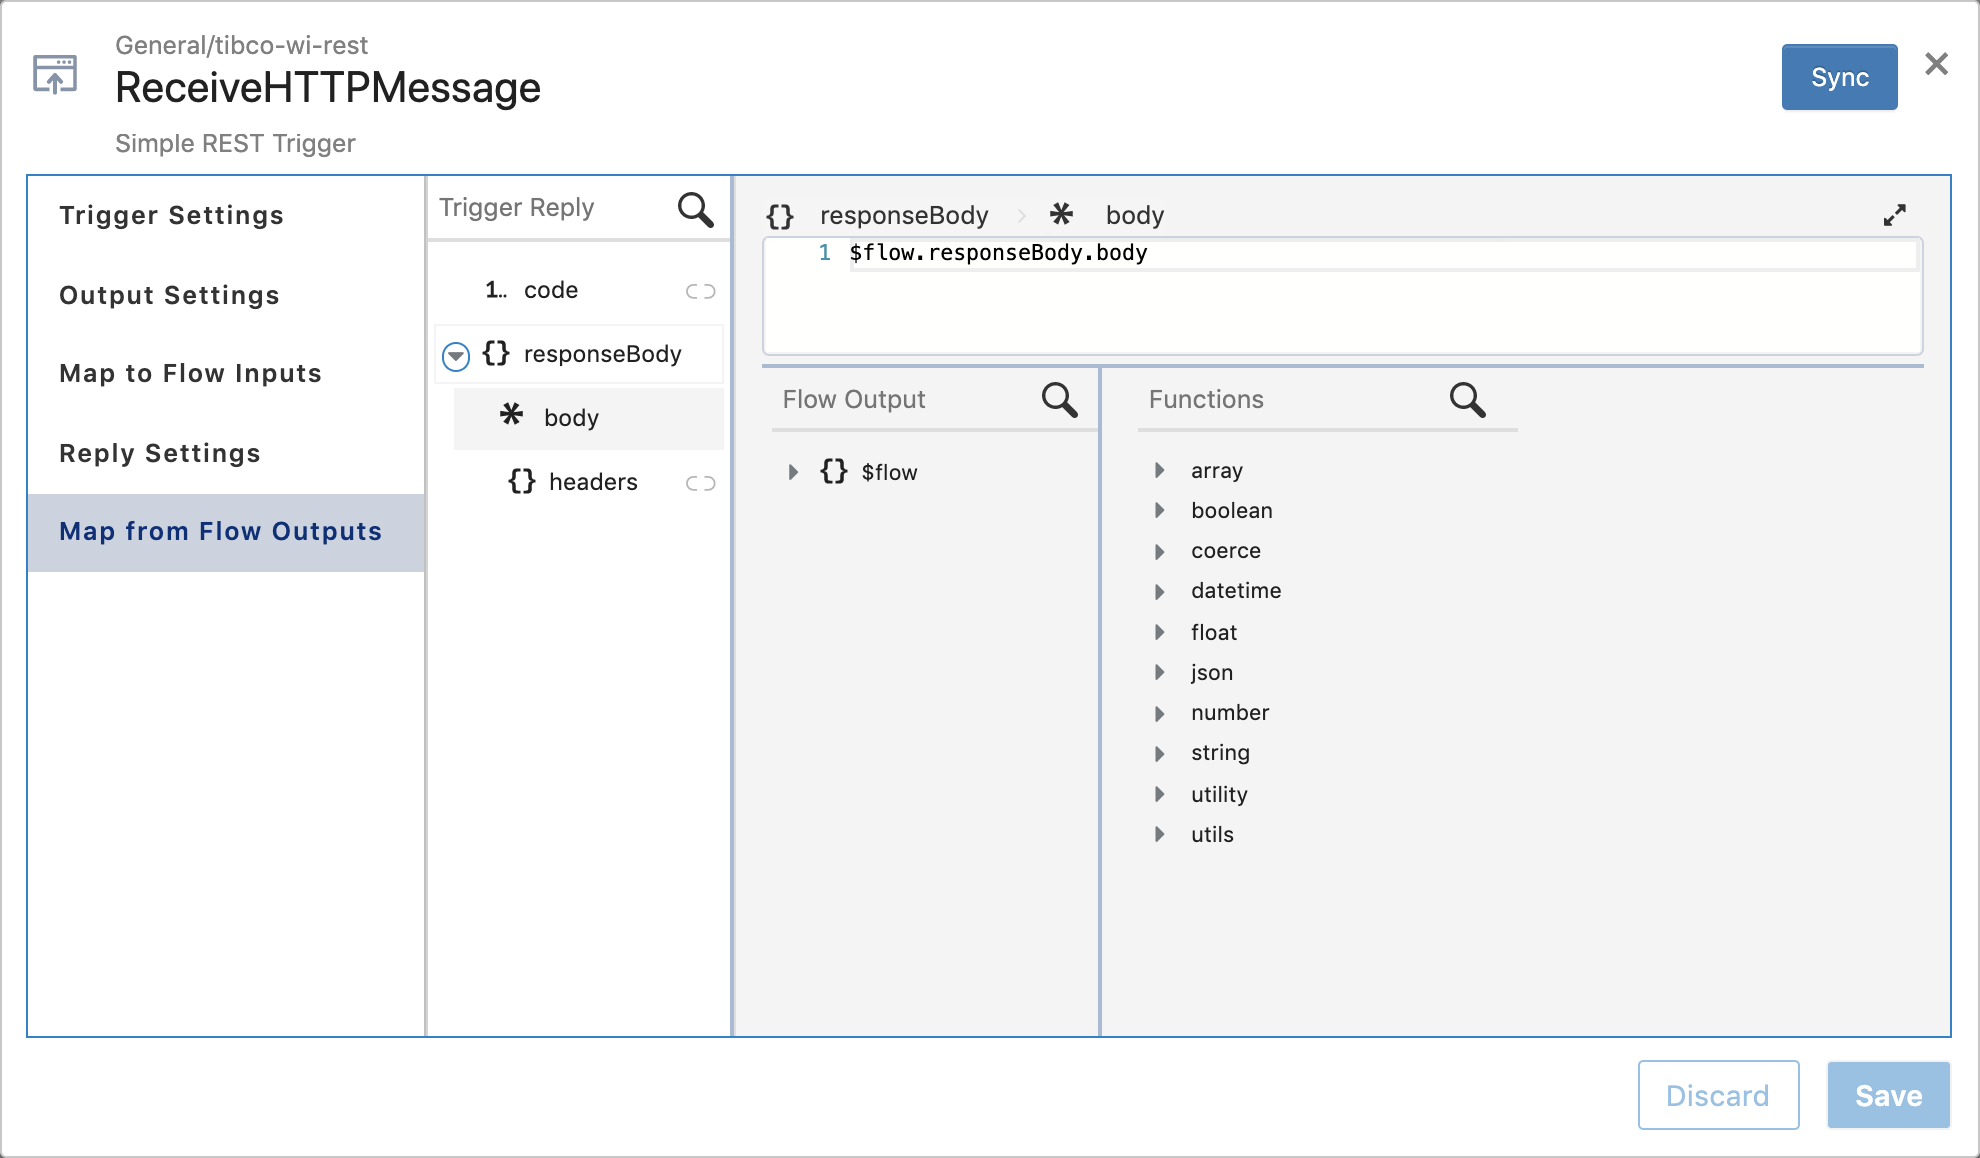 General/tibco-wi-rest
ReceiveHTTPMessage
Simple REST Trigger
Sync
Trigger Settings
Output Settings
Map to Flow Inputs
Reply Settings
Map from Flow Outputs
Trigger Reply
1.. code
{} responseBody
* body
{} headers
{} responseBody > * body
1 $flow.responseBody.body
Flow Output
{} $flow
Functions
array
boolean
coerce
datetime
float
json
number
string
utility
utils
Discard
Save